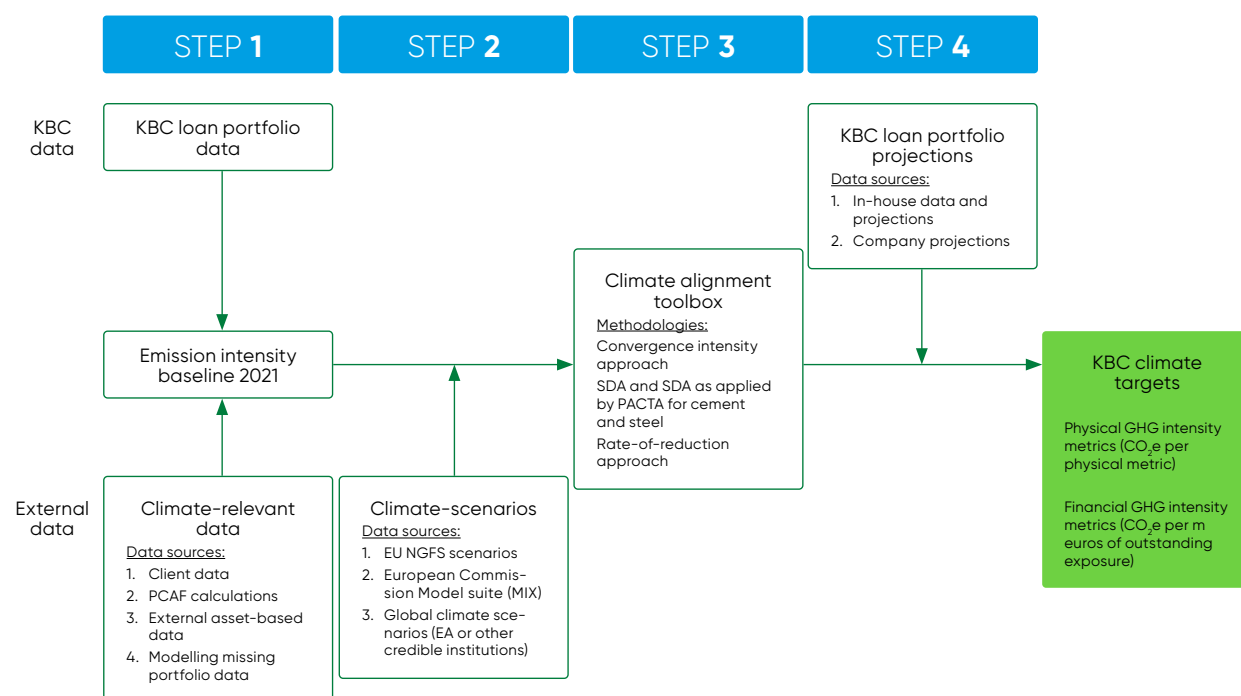 STEP 1
STEP 2
STEP 3
STEP 4
KBC
data
KBC loan portfolio
data
KBC loan portfolio
projections
Data sources:
1. In-house data and
projections
2. Company projections
Emission intensity
baseline 2021
Climate alignment
toolbox
Methodologies:
Convergence intensity
approach
SDA and SDA as applied
by PACTA for cement
and steel
Rate-of-reduction
approach
KBC climate
targets
Physical GHG intensity
metrics (CO₂e per
physical metric)
Financial GHG intensity
metrics (CO₂e per m
euros of outstanding
exposure)
External
data
Climate-relevant
data
Data sources:
1. Client data
2. PCAF calculations
3. External asset-based
data
4. Modelling missing
portfolio data
Climate-scenarios
Data sources:
1. EU NGFS scenarios
2. European Commis-
sion Model suite (MIX)
3. Global climate sce-
narios (EA or other
credible institutions)